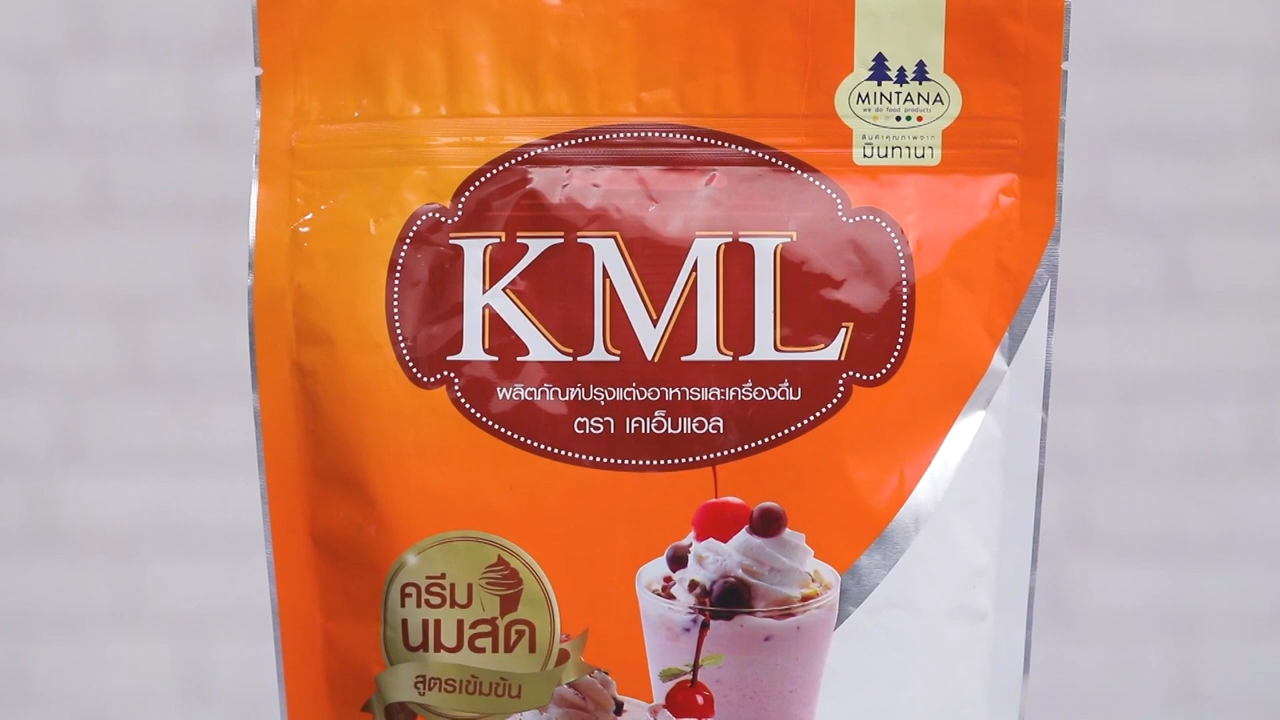 MINTANA
we do food products
สินค้าคุณภาพจาก
มินทานา
KML
ผลิตภัณฑ์ปรุงแต่งอาหารและเครื่องดื่ม
ตรา เคเอ็มแอล
ครีม
นมสด
สูตรเข้มข้น